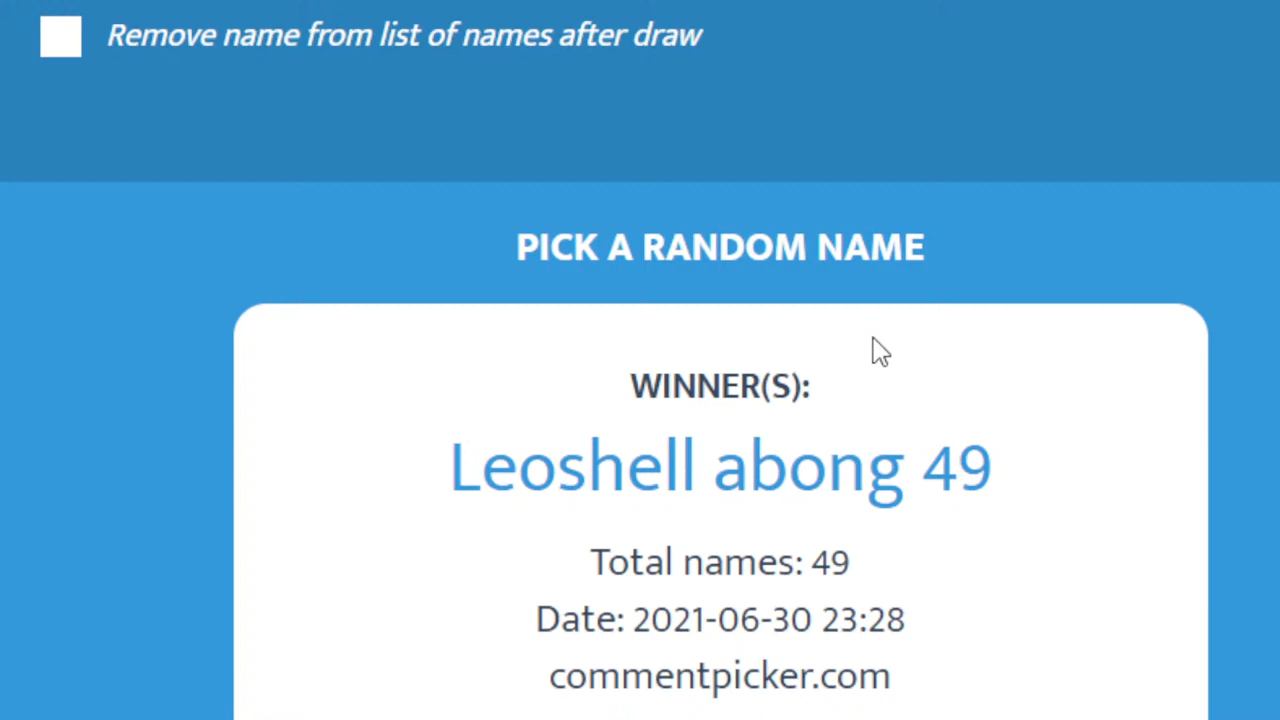 Remove name from list of names after draw
PICK A RANDOM NAME
WINNER(S):
Leoshell abong 49
Total names: 49
Date: 2021-06-30 23:28
commentpicker.com